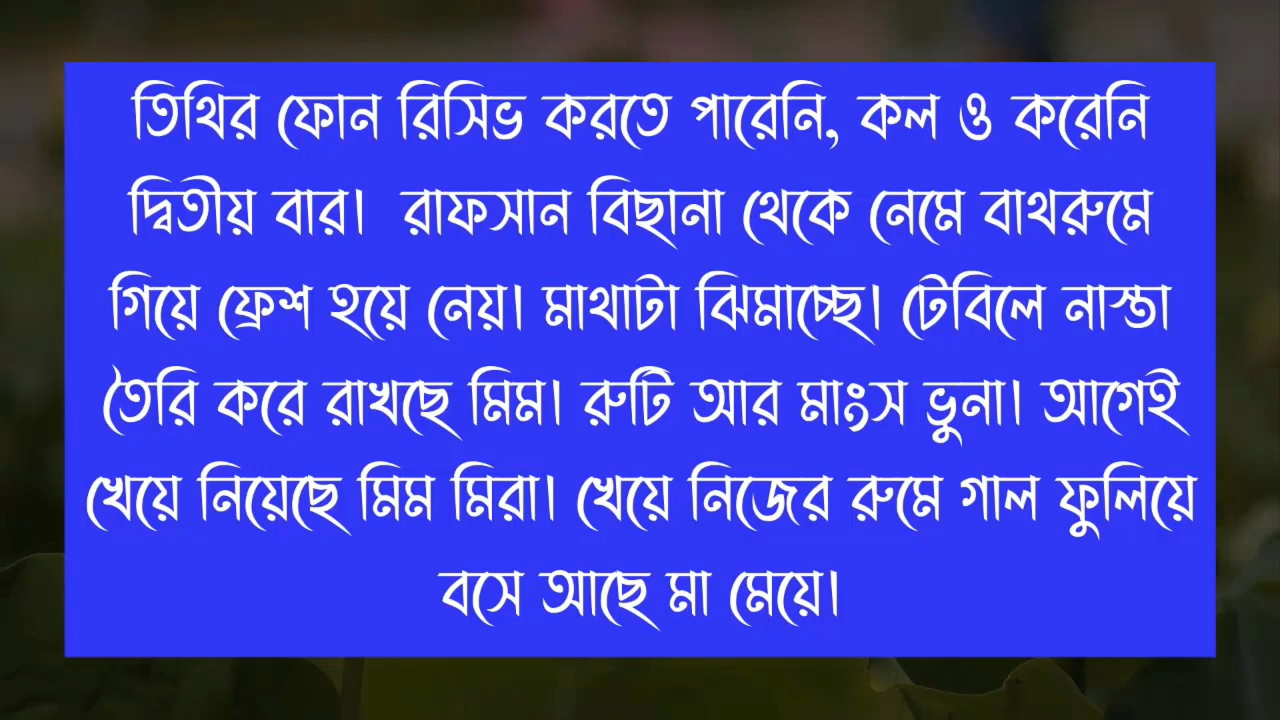 তিথির ফোন রিসিভ করতে পারেনি, কল ও করেনি
দ্বিতীয় বার। রাফসান বিছানা থেকে নেমে বাথরুমে
গিয়ে ফ্রেশ হয়ে নেয়। মাথাটা ঝিমাচ্ছে। টেবিলে নাস্তা
তৈরি করে রাখছে মিম। রুটি আর মাংস ভুনা। আগেই
খেয়ে নিয়েছে মিম মিরা। খেয়ে নিজের রুমে গাল ফুলিয়ে
বসে আছে মা মেয়ে।